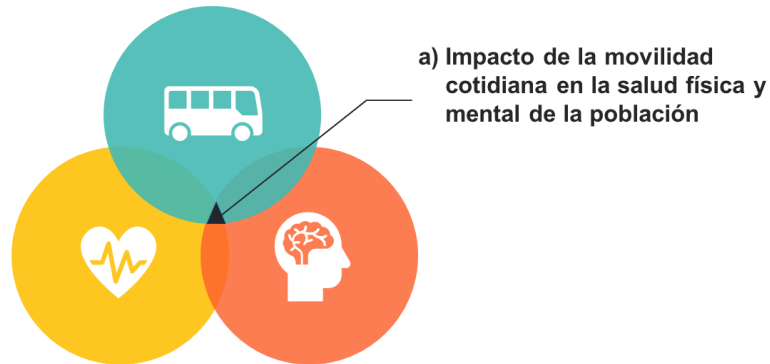 a) Impacto de la movilidad
cotidiana en la salud física y
mental de la población